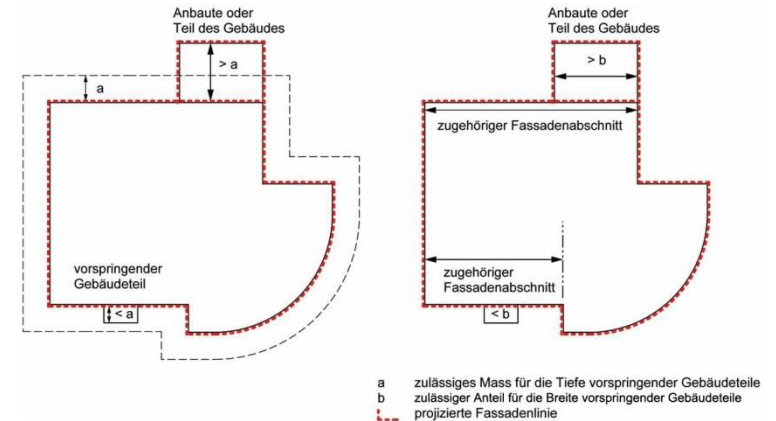 Anbaute oder
Teil des Gebäudes
> a
a
vorspringender
Gebäudeteil
< a
Anbaute oder
Teil des Gebäudes
> b
zugehöriger Fassadenabschnitt
zugehöriger
Fassadenabschnitt
< b
a zulässiges Mass für die Tiefe vorspringender Gebäudeteile
b zulässiger Anteil für die Breite vorspringender Gebäudeteile
projizierte Fassadenlinie